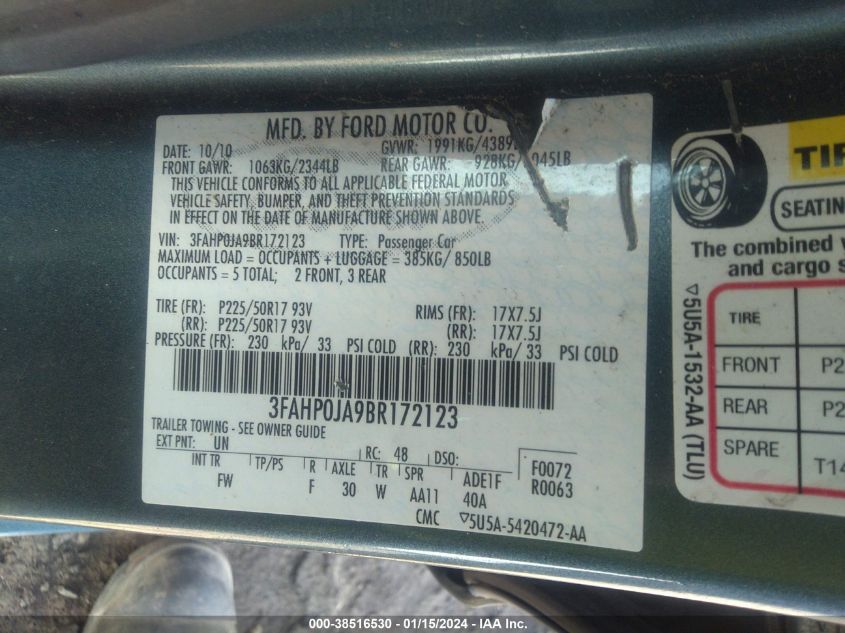 MFD. BY FORD MOTOR CO.
DATE: 10/10 GVWR: 1991KG/4389
FRONT GAWR: 1063KG/2344LB REAR GAWR: 928KG/ 045LB
THIS VEHICLE CONFORMS TO ALL APPLICABLE FEDERAL MOTOR
VEHICLE SAFETY, BUMPER, AND THEFT PREVENTION STANDARDS
IN EFFECT ON THE DATE OF MANUFACTURE SHOWN ABOVE.
VIN: 3FAHP0JA9BR172123 TYPE: Passenger Car
MAXIMUM LOAD = OCCUPANTS + LUGGAGE = 385KG/ 850LB
OCCUPANTS = 5 TOTAL; 2 FRONT, 3 REAR
TIRE (FR): P225/50R17 93V RIMS (FR): 17X7.5J
(RR): P225/50R17 93V (RR): 17X7.5J
PRESSURE (FR): 230 kPa/ 33 PSI COLD (RR): 230 kPa/ 33 PSI COLD
3FAHP0JA9BR172123
TRAILER TOWING - SEE OWNER GUIDE
EXT PNT: UN RC: 48 DSO: F0072
INT TR TP/PS R AXLE TR SPR ADE1F R0063
FW F 30 W AA11 40A
CMC ▽5U5A-5420472-AA
TIR
SEATIN
The combined
and cargo s
▽5U5A-1532-AA (TLU)
TIRE
FRONT P2
REAR P2
SPARE T14
000-38516530 - 01/15/2024 - IAA Inc.